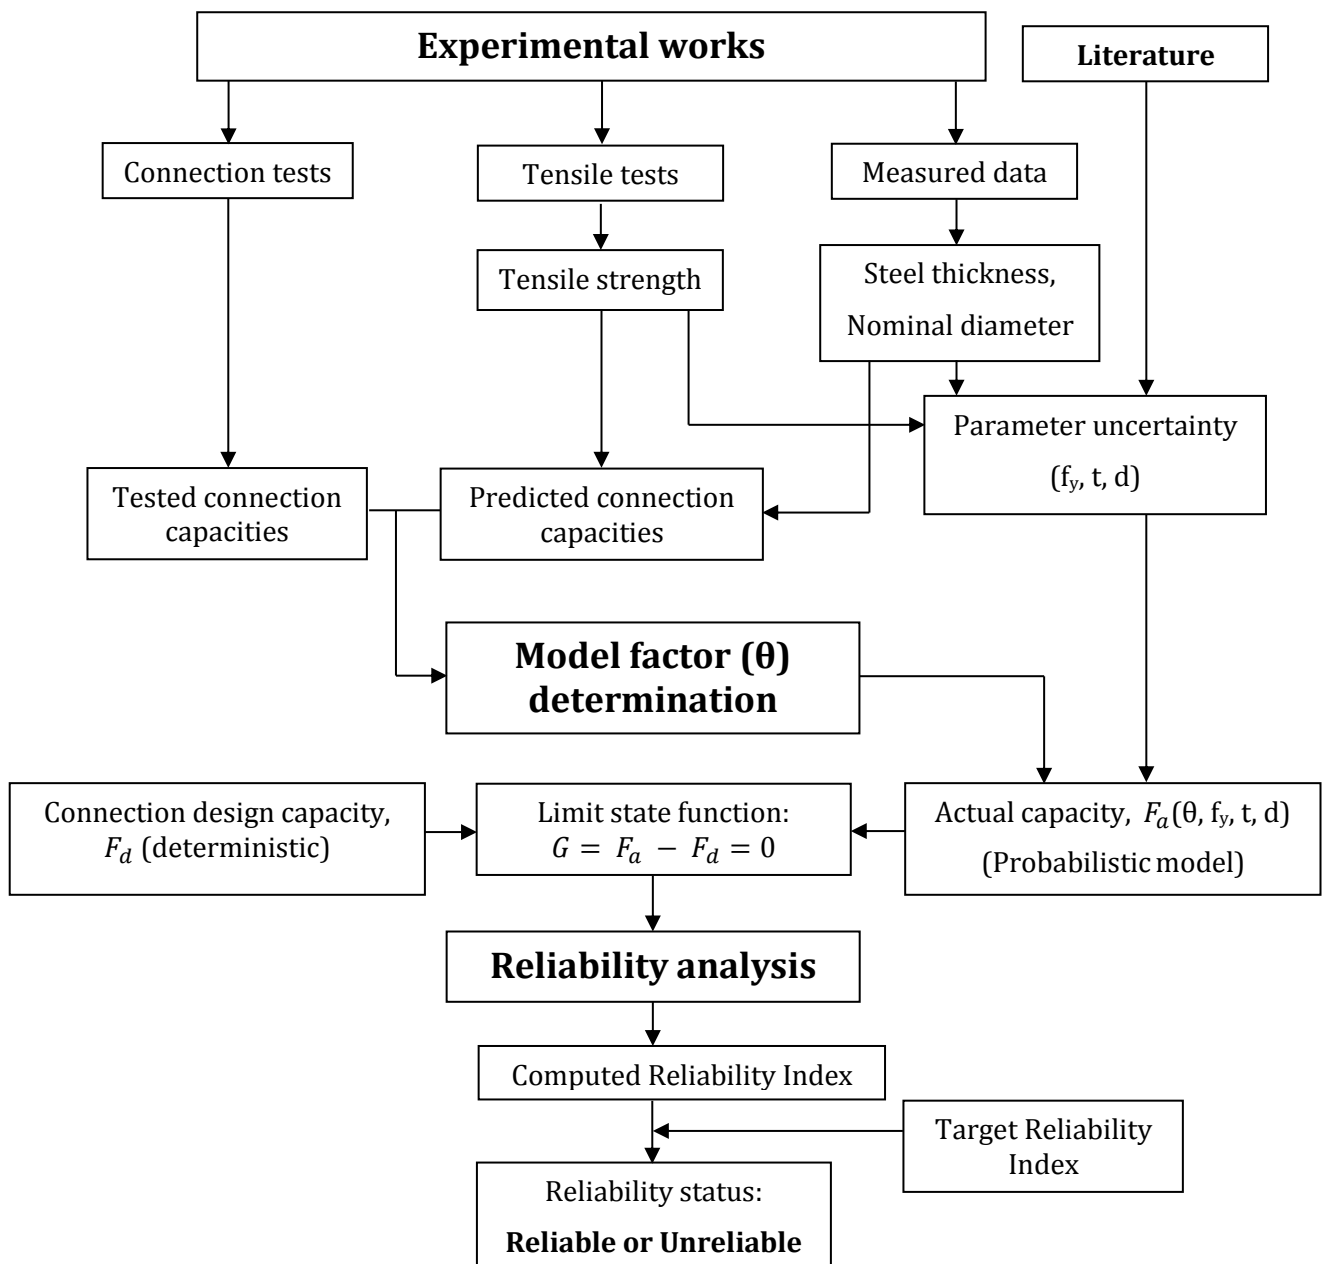 Experimental works
Literature
Connection tests
Tensile tests
Measured data
Tensile strength
Steel thickness,
Nominal diameter
Parameter uncertainty
(fy, t, d)
Tested connection
capacities
Predicted connection
capacities
Model factor (θ)
determination
Connection design capacity,
Fd (deterministic)
Limit state function:
G = Fa − Fd = 0
Actual capacity, Fa(θ, fy, t, d)
(Probabilistic model)
Reliability analysis
Computed Reliability Index
Target Reliability
Index
Reliability status:
Reliable or Unreliable